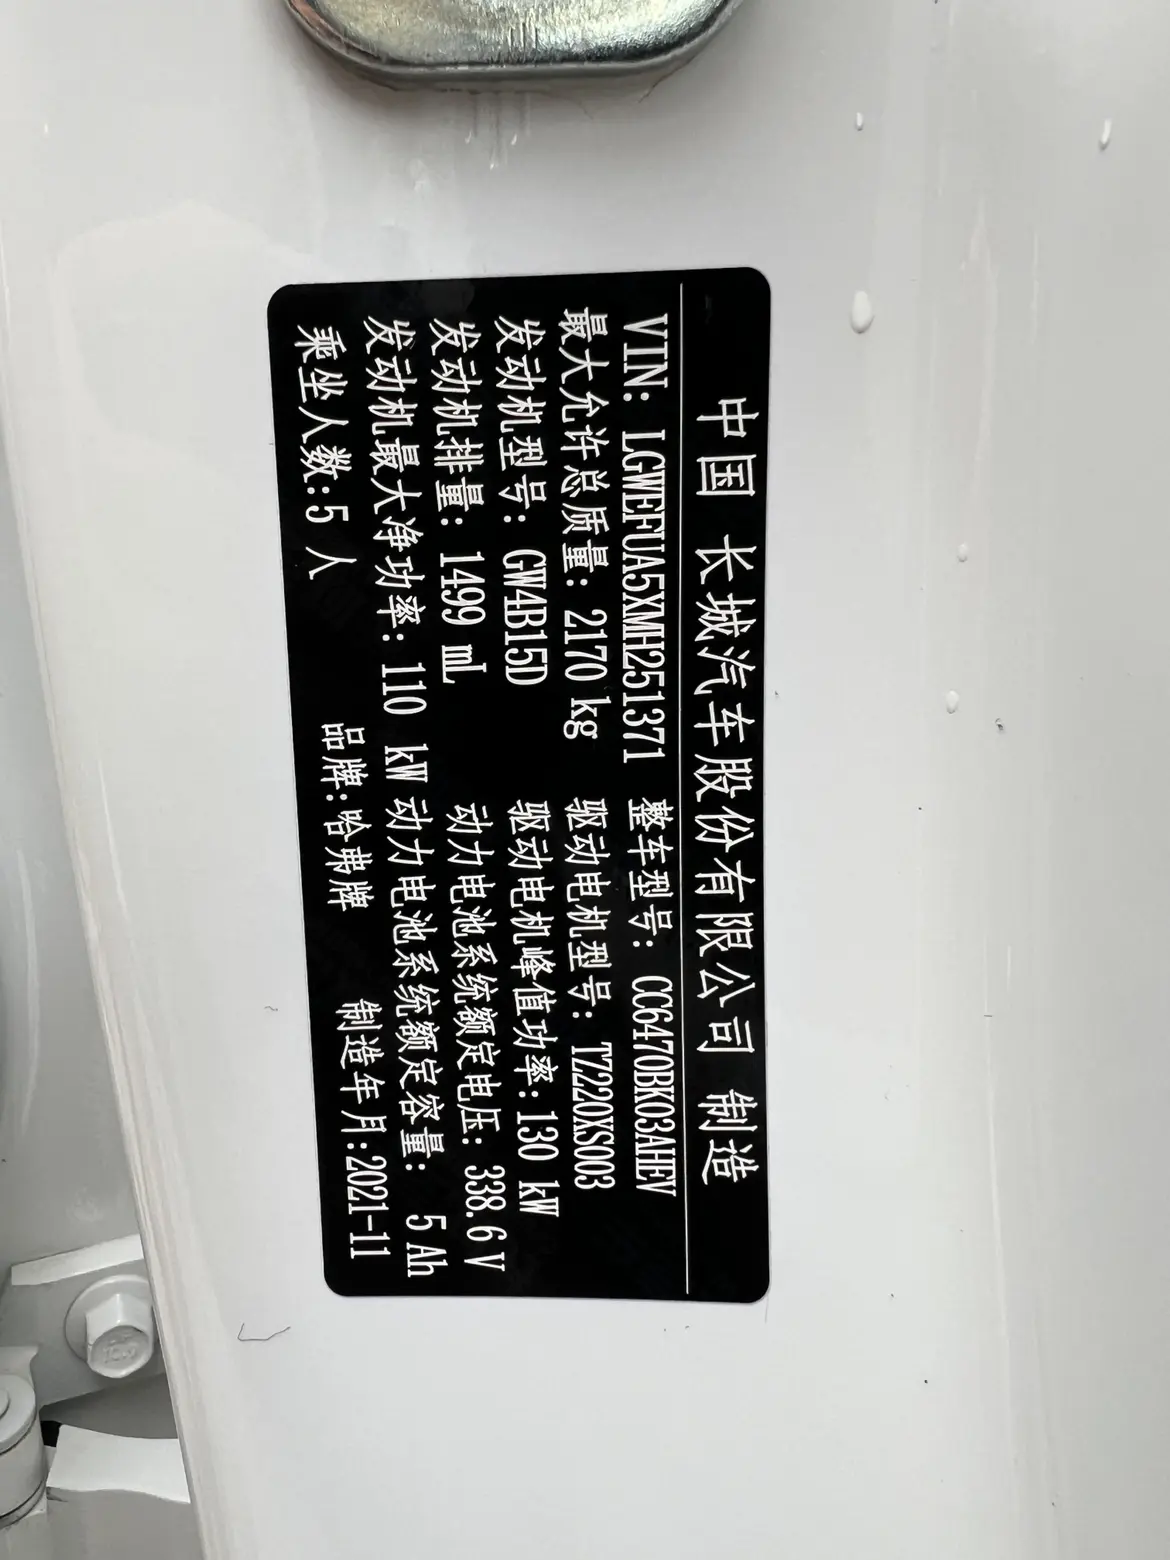 中国 长城汽车股份有限公司 制造
VIN: LGWEFUA5XMH251371 整车型号: CC6470BK03AHEV
最大允许总质量: 2170 kg 驱动电机型号: TZ220XS003
发动机型号: GW4B15D 驱动电机峰值功率: 130 kW
发动机排量: 1499 mL 动力电池系统额定电压: 338.6 V
发动机最大净功率: 110 kW 动力电池系统额定容量: 5 Ah
乘坐人数: 5 人 品牌: 哈弗牌 制造年月: 2021-11